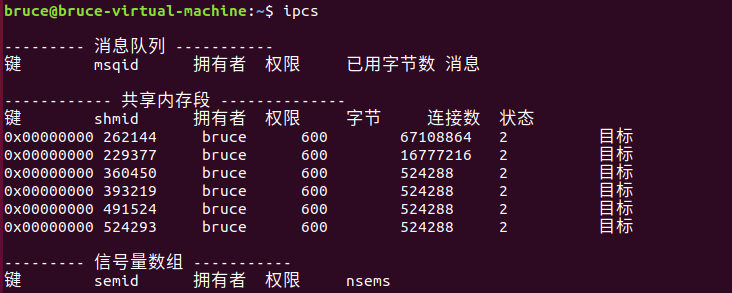 bruce@bruce-virtual-machine:~$ ipcs
--------- 消息队列 -----------
键 msqid 拥有者 权限 已用字节数 消息
------------ 共享内存段 --------------
键 shmid 拥有者 权限 字节 连接数 状态
0x00000000 262144 bruce 600 67108864 2 目标
0x00000000 229377 bruce 600 16777216 2 目标
0x00000000 360450 bruce 600 524288 2 目标
0x00000000 393219 bruce 600 524288 2 目标
0x00000000 491524 bruce 600 524288 2 目标
0x00000000 524293 bruce 600 524288 2 目标
--------- 信号量数组 -----------
键 semid 拥有者 权限 nsems